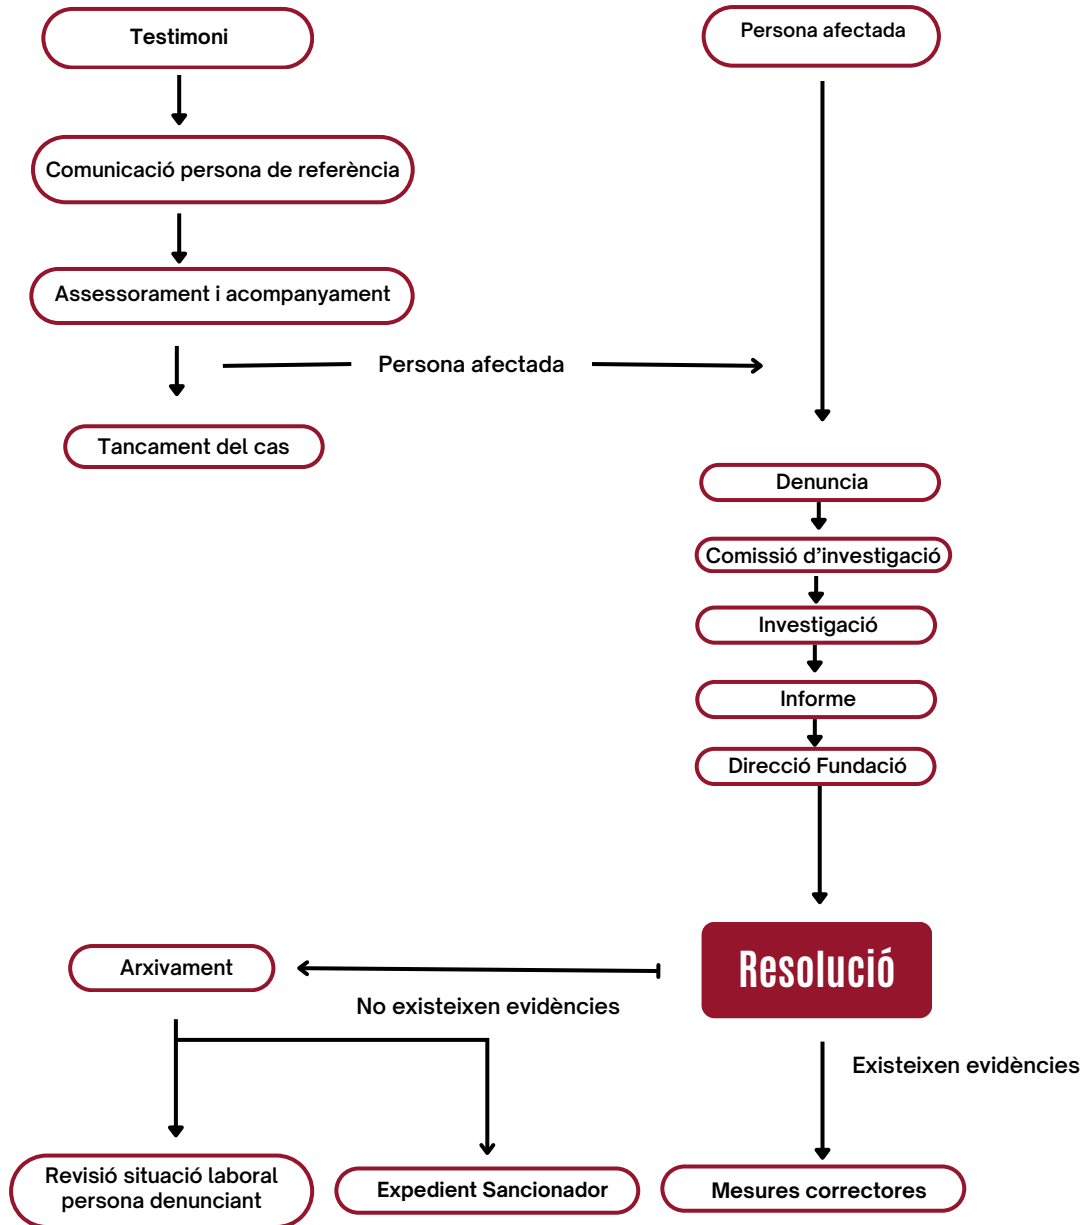 Testimoni
Persona afectada
Comunicació persona de referència
Assessorament i acompanyament
Persona afectada
Tancament del cas
Denuncia
Comissió d'investigació
Investigació
Informe
Direcció Fundació
Resolució
Arxivament
No existeixen evidències
Existeixen evidències
Revisió situació laboral
persona denunciant
Expedient Sancionador
Mesures correctores